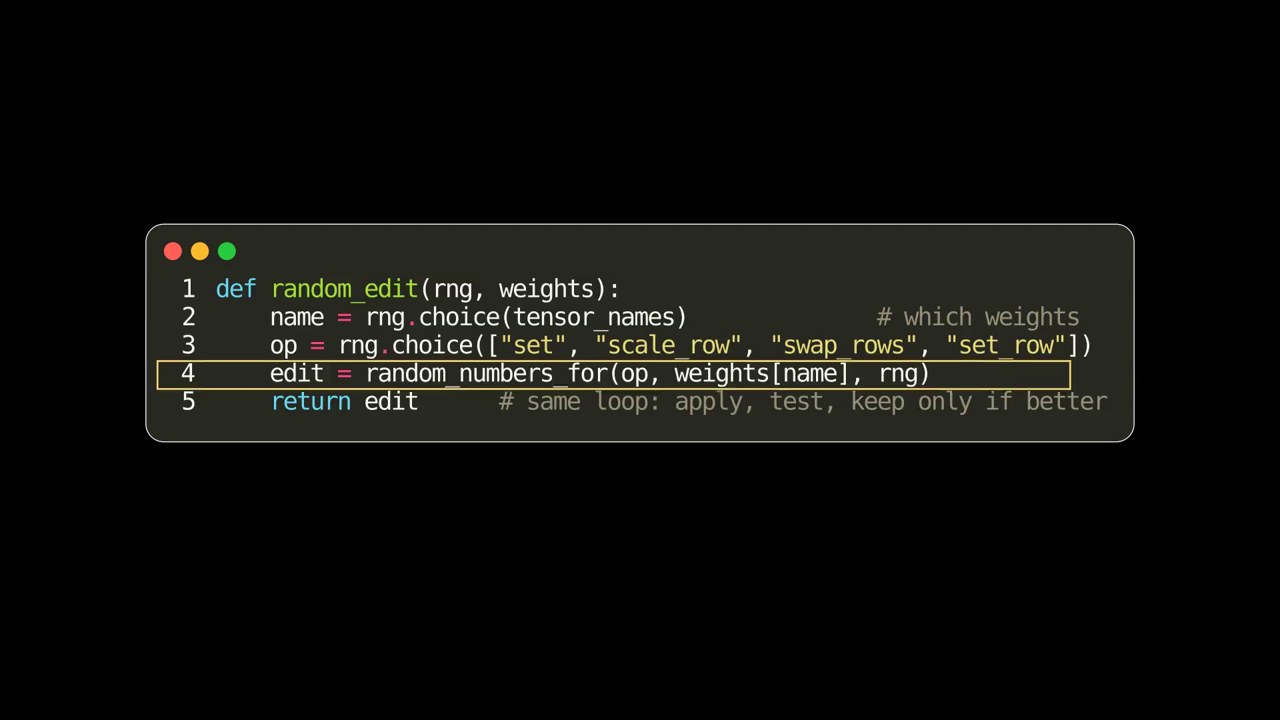 1 def random_edit(rng, weights):
2     name = rng.choice(tensor_names)              # which weights
3     op = rng.choice(["set", "scale_row", "swap_rows", "set_row"])
4     edit = random_numbers_for(op, weights[name], rng)
5     return edit      # same loop: apply, test, keep only if better